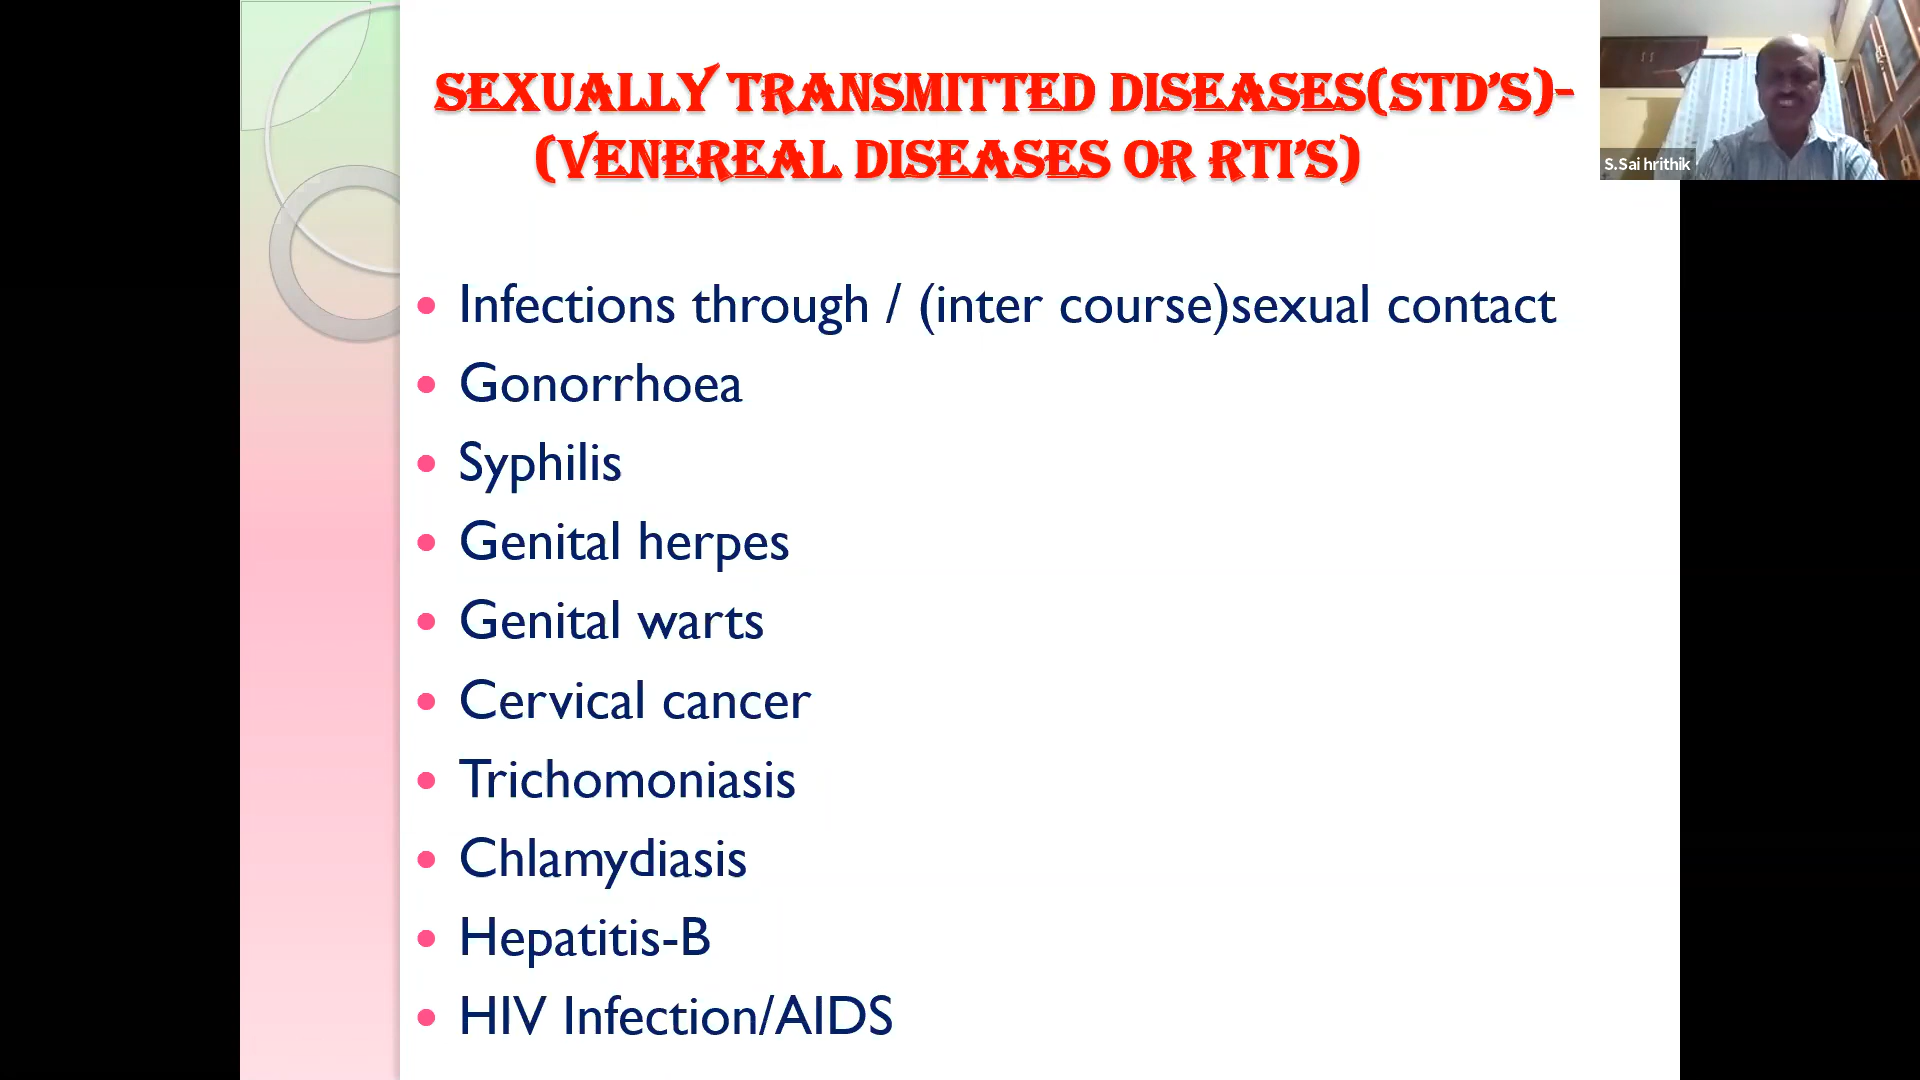 SEXUALLY TRANSMITTED DISEASES(STD'S)-
(VENEREAL DISEASES OR RTI'S)
S.Sai hrithik
• Infections through / (inter course)sexual contact
• Gonorrhoea
• Syphilis
• Genital herpes
• Genital warts
• Cervical cancer
• Trichomoniasis
• Chlamydiasis
• Hepatitis-B
• HIV Infection/AIDS